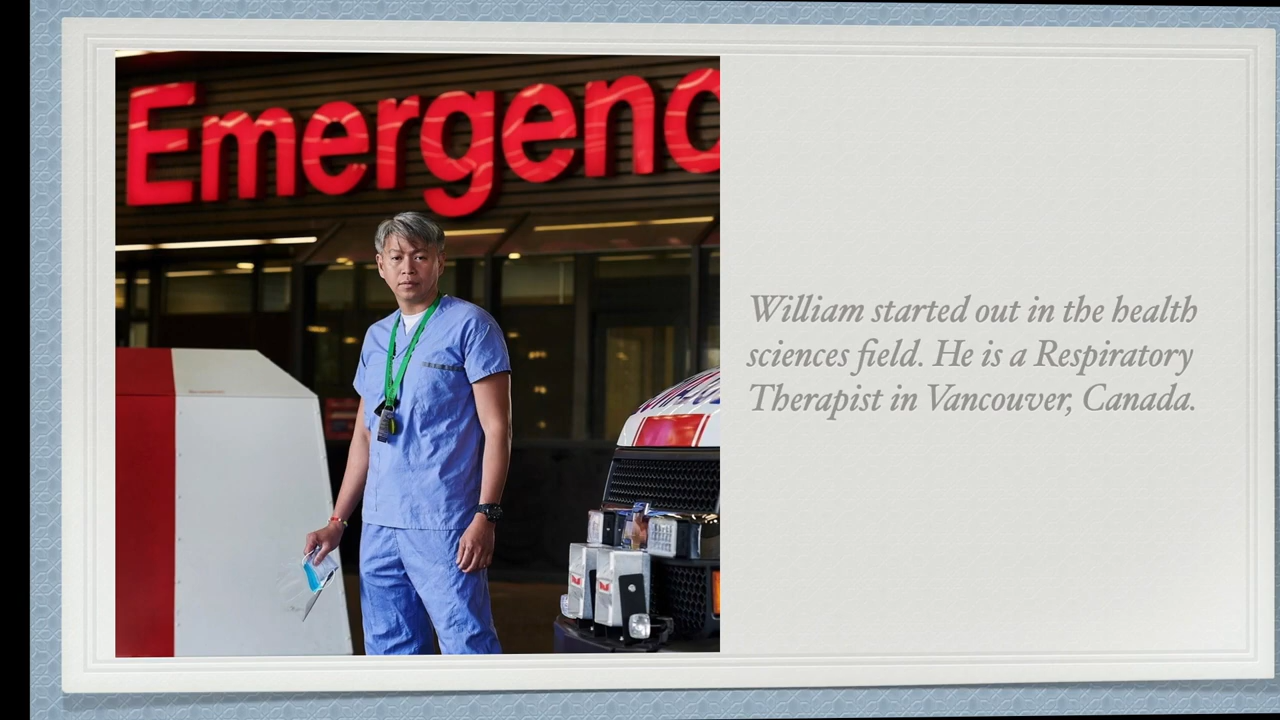 Emergenc
William started out in the health
sciences field. He is a Respiratory
Therapist in Vancouver, Canada.